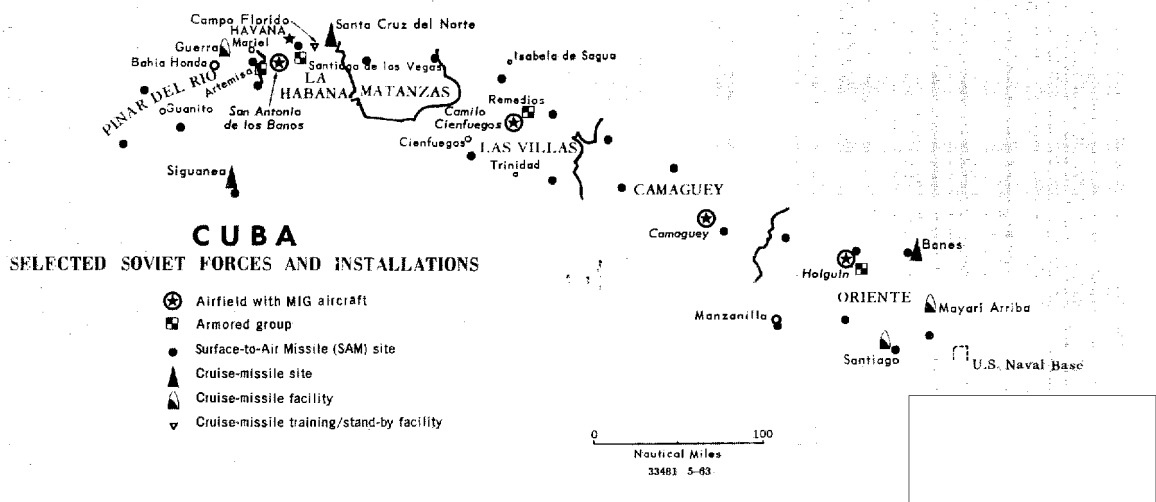 Campo Florido
HAVANA
Santa Cruz del Norte
Guerra
Mariel
Bahia Honda
Artemisa
Santiago de las Vegas
Isabela de Sagua
PINAR DEL RIO
LA
HABANA
MATANZAS
Guanito
San Antonio
de los Banos
Remedios
Camilo
Cienfuegos
Cienfuegos
LAS VILLAS
Trinidad
Siguanea
CAMAGUEY
Camaguey
CUBA
SELECTED SOVIET FORCES AND INSTALLATIONS
Banes
Holguin
Airfield with MIG aircraft
ORIENTE
Mayari Arriba
Armored group
Manzanilla
Surface-to-Air Missile (SAM) site
Santiago
U.S. Naval Base
Cruise-missile site
Cruise-missile facility
Cruise-missile training/stand-by facility
0 100
Nautical Miles
33481 5-63